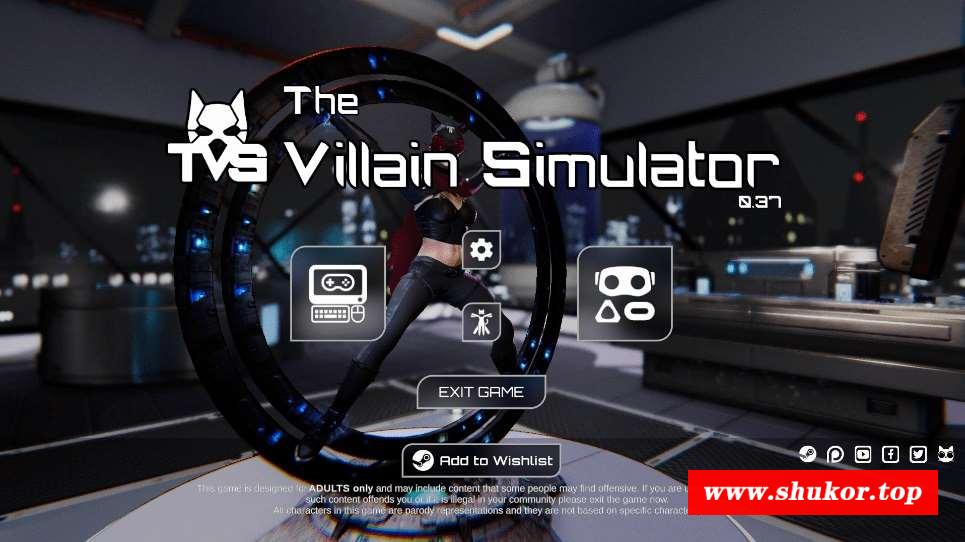 The
TVS Villain Simulator
0.37
EXIT GAME
Add to Wishlist
This game is designed for ADULTS only and may include content that some people may find offensive. If you are u
such content offends you or if it is illegal in your community please exit the game now.
All characters in this game are parody representations and they are not based on specific characte
www.shukor.top